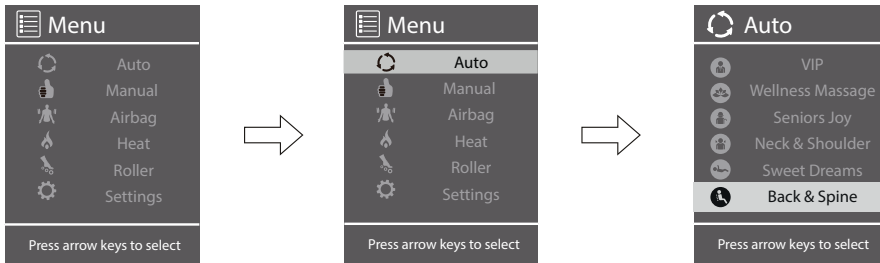 Menu
Auto
Manual
Airbag
Heat
Roller
Settings
Press arrow keys to select
Menu
Auto
Manual
Airbag
Heat
Roller
Settings
Press arrow keys to select
Auto
VIP
Wellness Massage
Seniors Joy
Neck & Shoulder
Sweet Dreams
Back & Spine
Press arrow keys to select